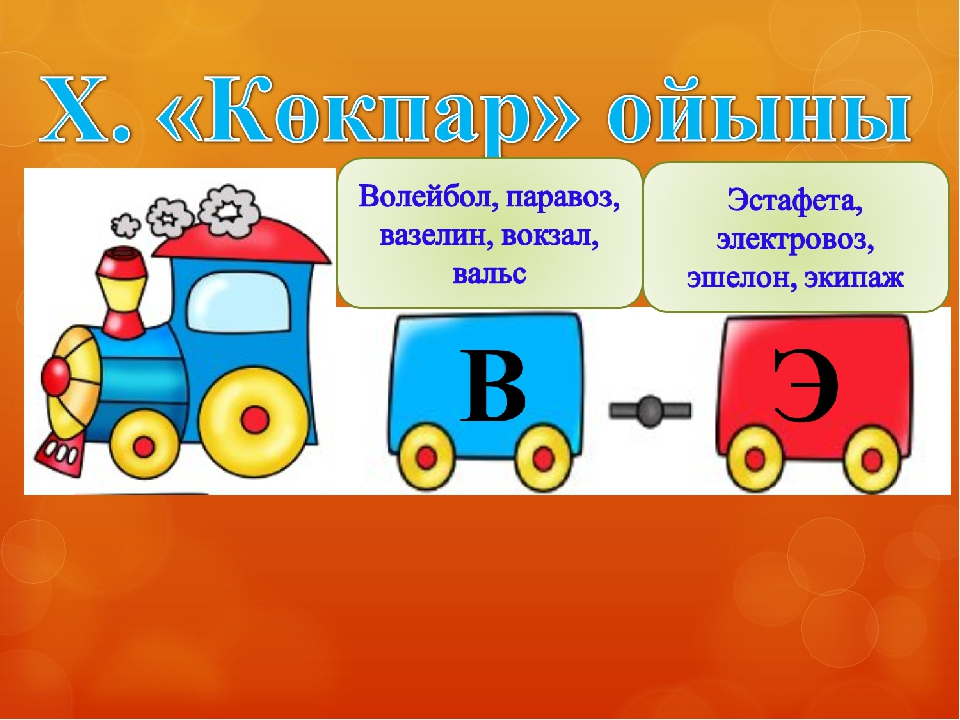 Х. «Көкпар» ойыны
Волейбол, паравоз,
вазелин, вокзал,
вальс
Эстафета,
электровоз,
эшелон, экипаж
В
Э